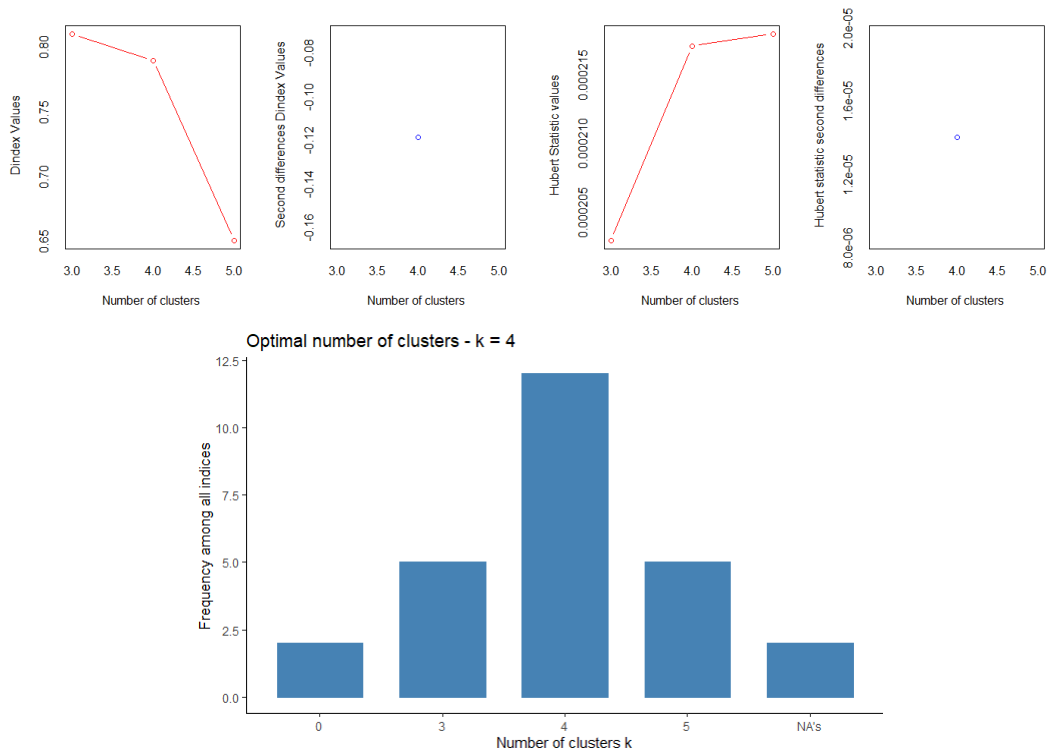 Dindex Values
0.80
0.75
0.70
0.65
3.0 3.5 4.0 4.5 5.0
Number of clusters
Second differences Dindex Values
-0.08
-0.10
-0.12
-0.14
-0.16
3.0 3.5 4.0 4.5 5.0
Number of clusters
Hubert Statistic values
0.000215
0.000210
0.000205
3.0 3.5 4.0 4.5 5.0
Number of clusters
Hubert statistic second differences
2.0e-05
1.6e-05
1.2e-05
8.0e-06
3.0 3.5 4.0 4.5 5.0
Number of clusters
Optimal number of clusters - k = 4
Frequency among all indices
12.5
10.0
7.5
5.0
2.5
0.0
0 3 4 5 NA's
Number of clusters k